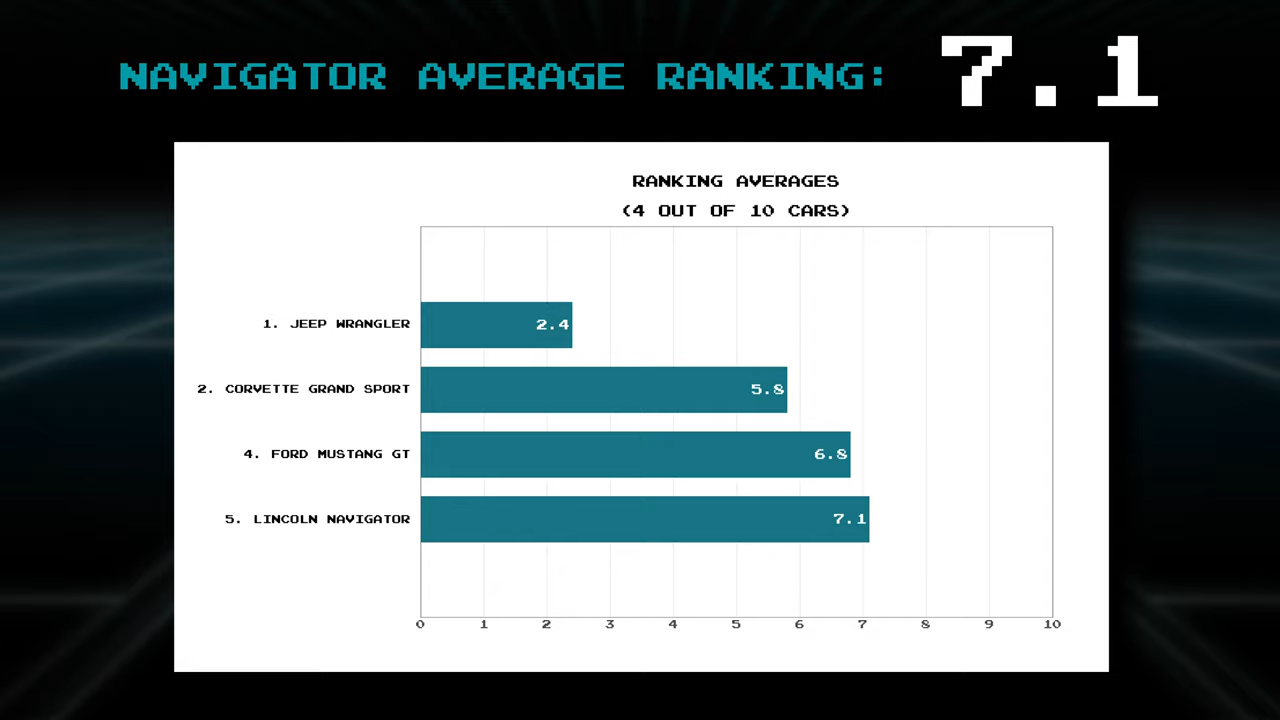 NAVIGATOR AVERAGE RANKING: 7.1
RANKING AVERAGES
(4 OUT OF 10 CARS)
1. JEEP WRANGLER 2.4
2. CORVETTE GRAND SPORT 5.8
4. FORD MUSTANG GT 6.8
5. LINCOLN NAVIGATOR 7.1
0 1 2 3 4 5 6 7 8 9 10